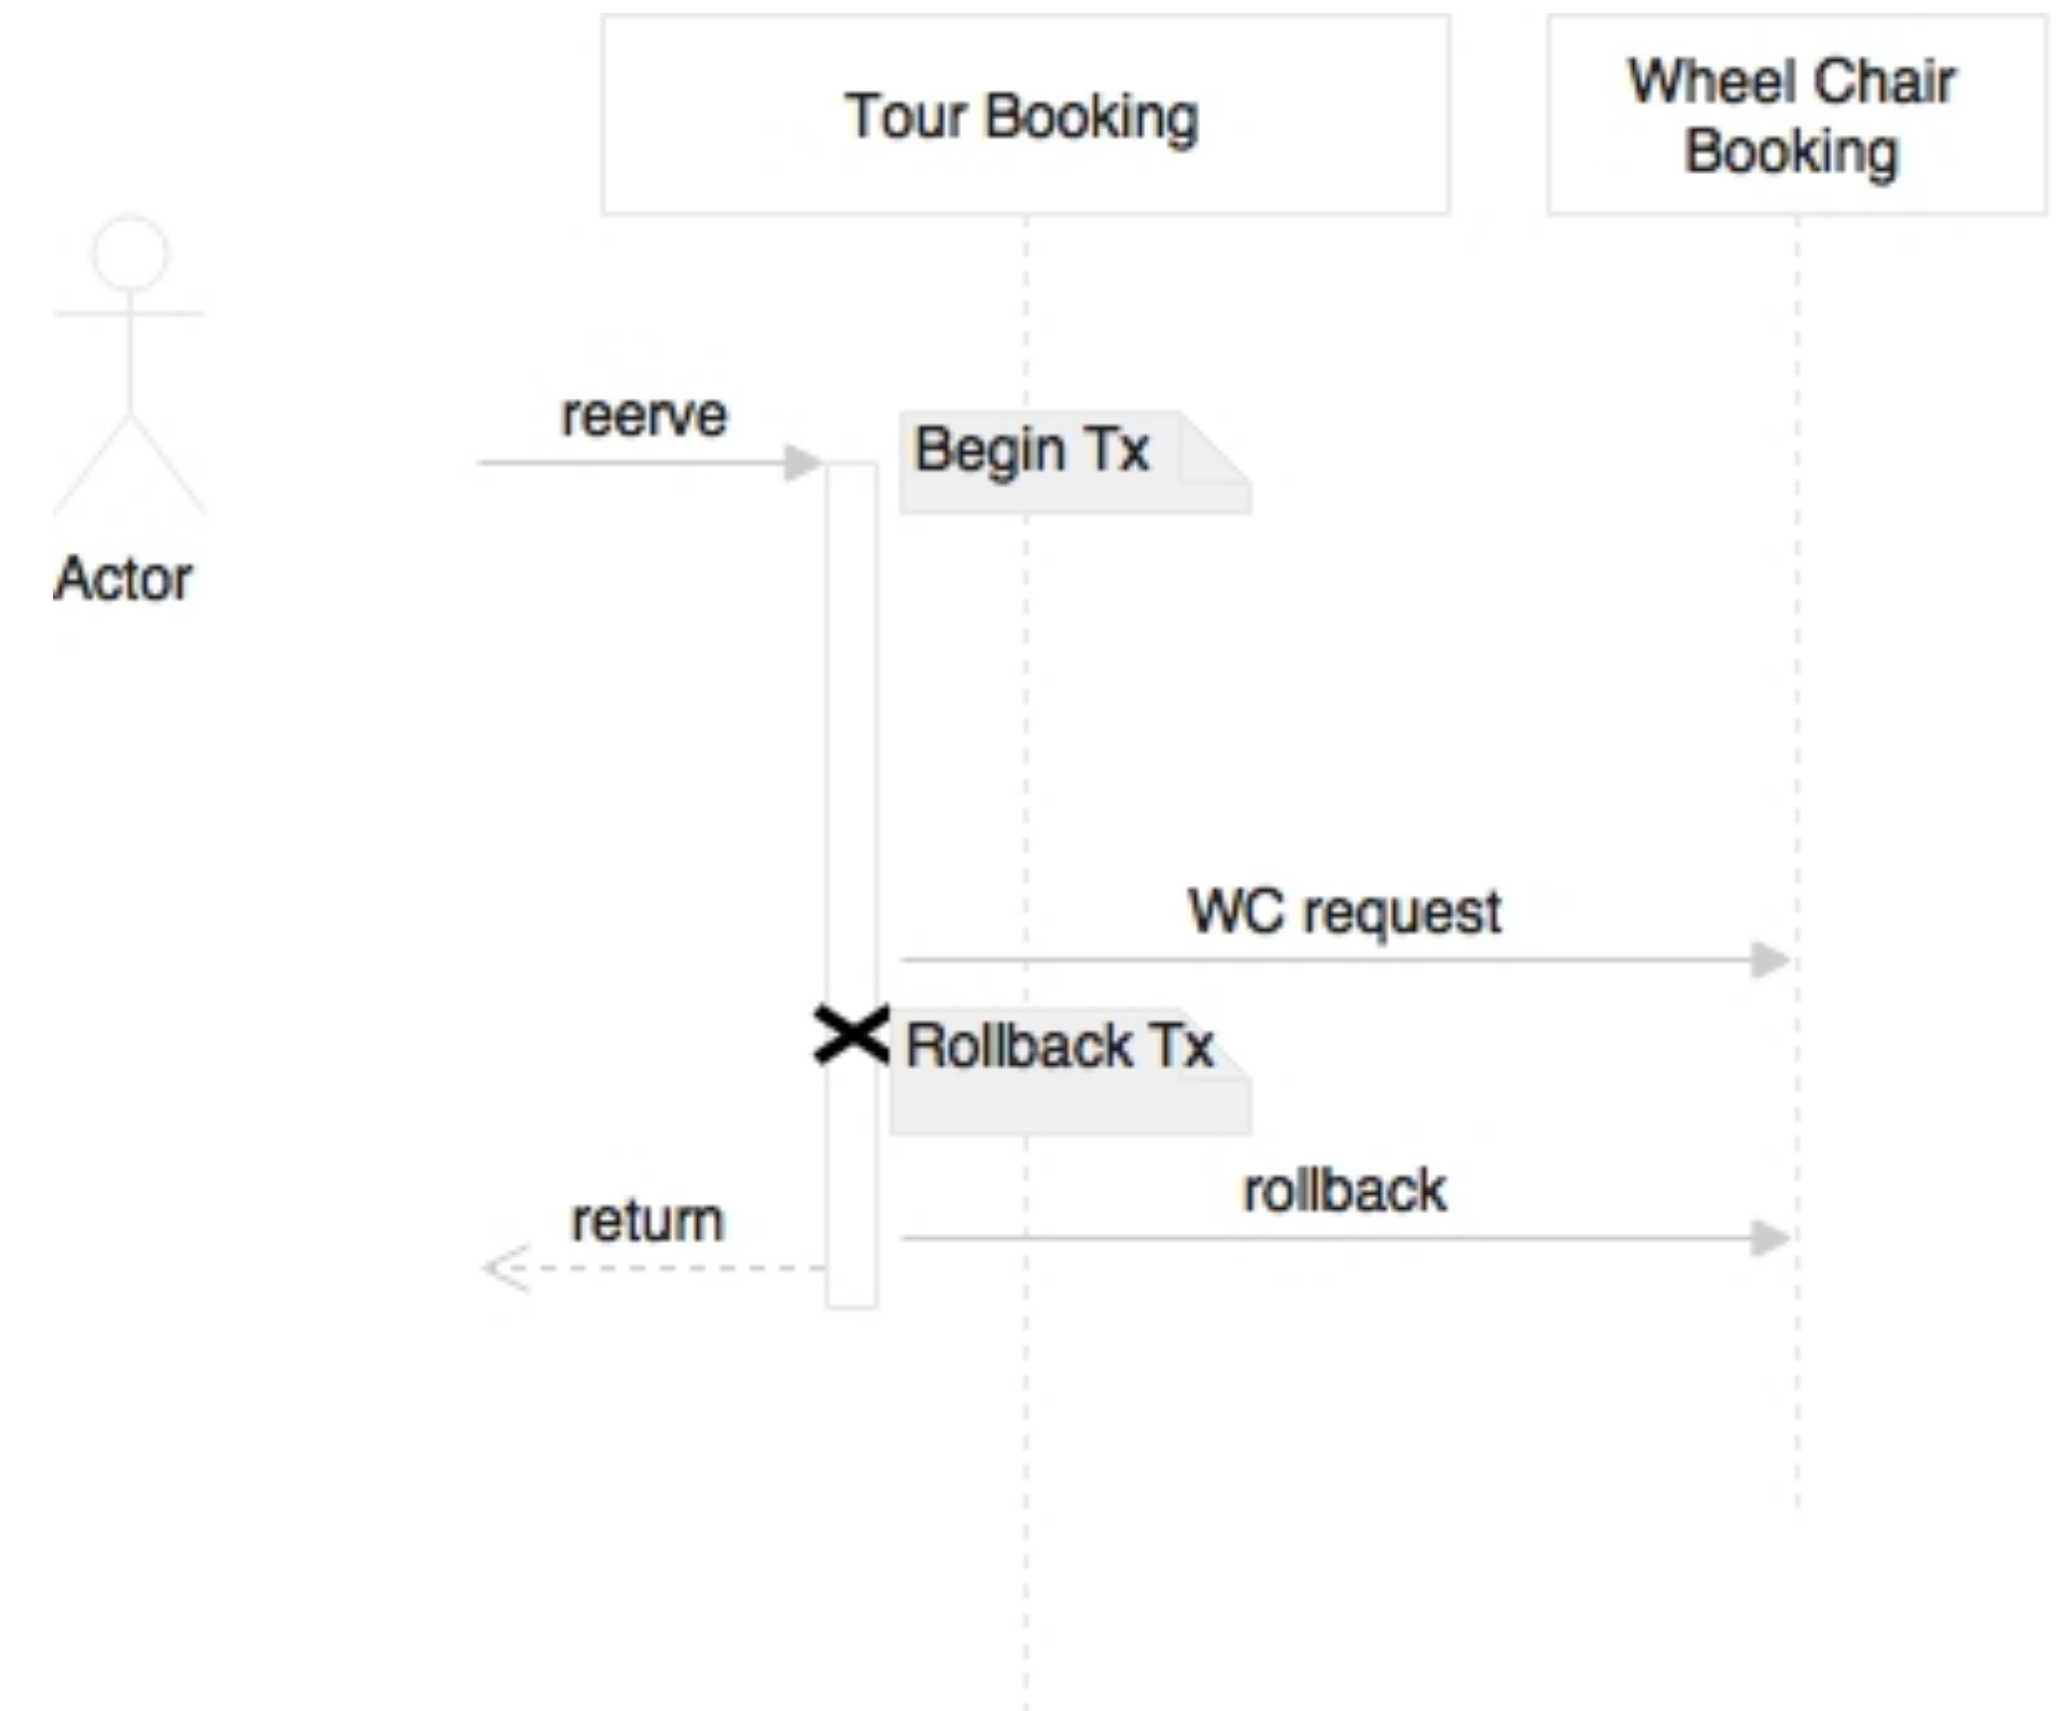 Tour Booking
Wheel Chair
Booking
reerve
Begin Tx
Actor
WC request
Rollback Tx
rollback
return